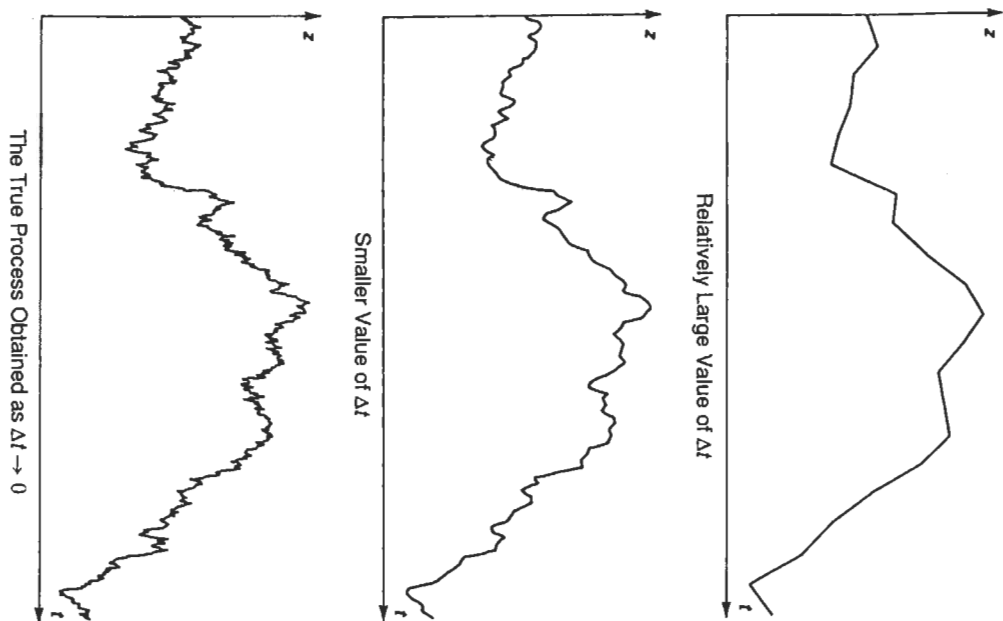 z
t
Relatively Large Value of Δt
z
t
Smaller Value of Δt
z
t
The True Process Obtained as Δt → 0